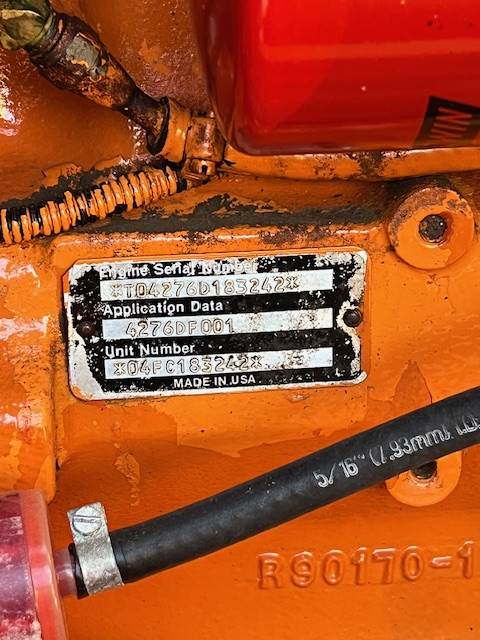 WIN
Engine Serial Number
*T04276D183242*
Application Data
4276DF001
Unit Number
*04FC183242*
MADE IN USA
5/16" (7.93mm) I.D.
R90170-1